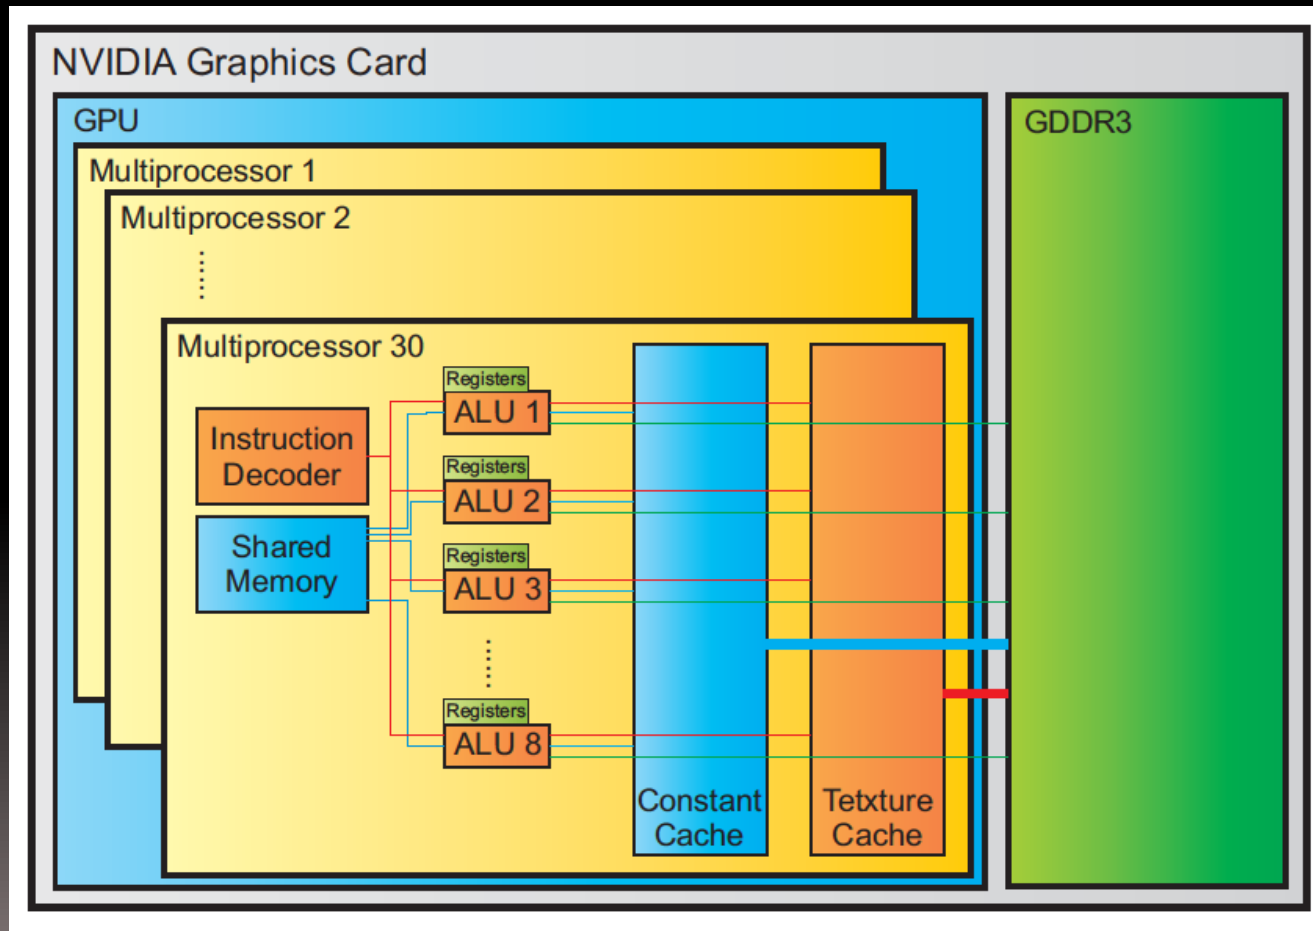 NVIDIA Graphics Card
GPU
GDDR3
Multiprocessor 1
Multiprocessor 2
Multiprocessor 30
Instruction
Decoder
Shared
Memory
Registers
ALU 1
Registers
ALU 2
Registers
ALU 3
Registers
ALU 8
Constant
Cache
Tetxture
Cache